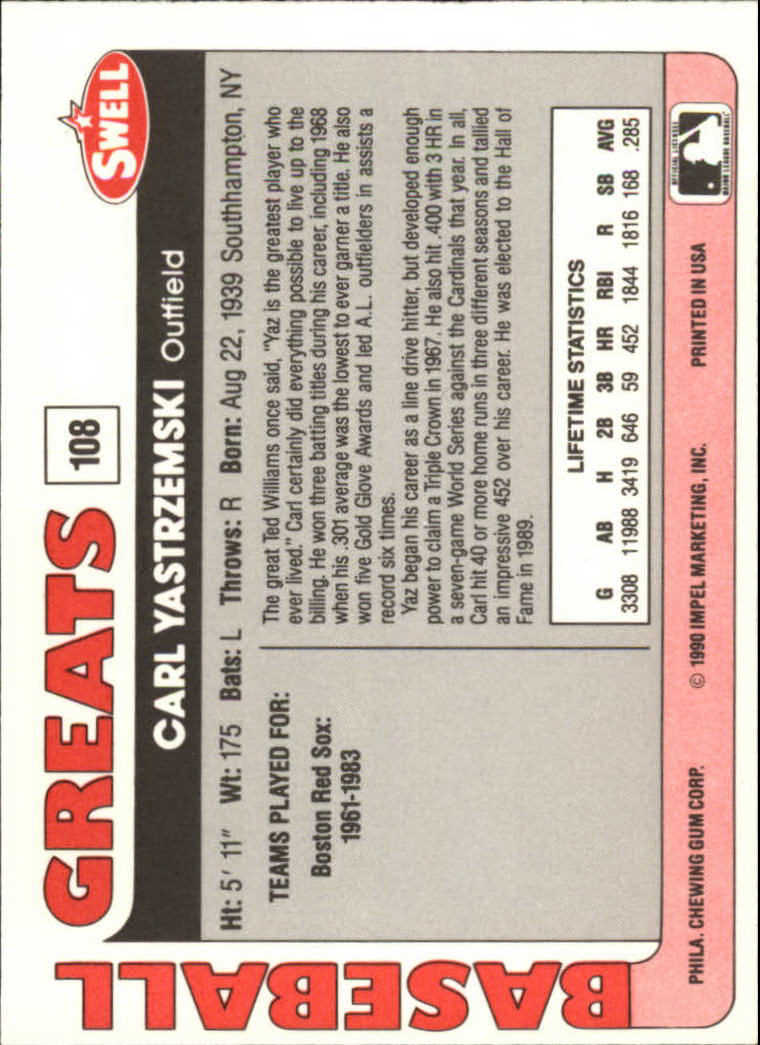 BASEBALL
GREATS
108
SWELL
CARL YASTRZEMSKI Outfield
Ht: 5' 11" Wt: 175 Bats: L Throws: R Born: Aug 22, 1939 Southhampton, NY
TEAMS PLAYED FOR:
Boston Red Sox:
1961-1983
The great Ted Williams once said, "Yaz is the greatest player who
ever lived." Carl certainly did everything possible to live up to the
billing. He won three batting titles during his career, including 1968
when his .301 average was the lowest to ever garner a title. He also
won five Gold Glove Awards and led A.L. outfielders in assists a
record six times.
Yaz began his career as a line drive hitter, but developed enough
power to claim a Triple Crown in 1967. He also hit .400 with 3 HR in
a seven-game World Series against the Cardinals that year. In all,
Carl hit 40 or more home runs in three different seasons and tallied
an impressive 452 over his career. He was elected to the Hall of
Fame in 1989.
LIFETIME STATISTICS
G AB H 2B 3B HR RBI R SB AVG
3308 11988 3419 646 59 452 1844 1816 168 .285
PHILA. CHEWING GUM CORP. © 1990 IMPEL MARKETING, INC. PRINTED IN USA
OFFICIAL LICENSEE
MAJOR LEAGUE BASEBALL